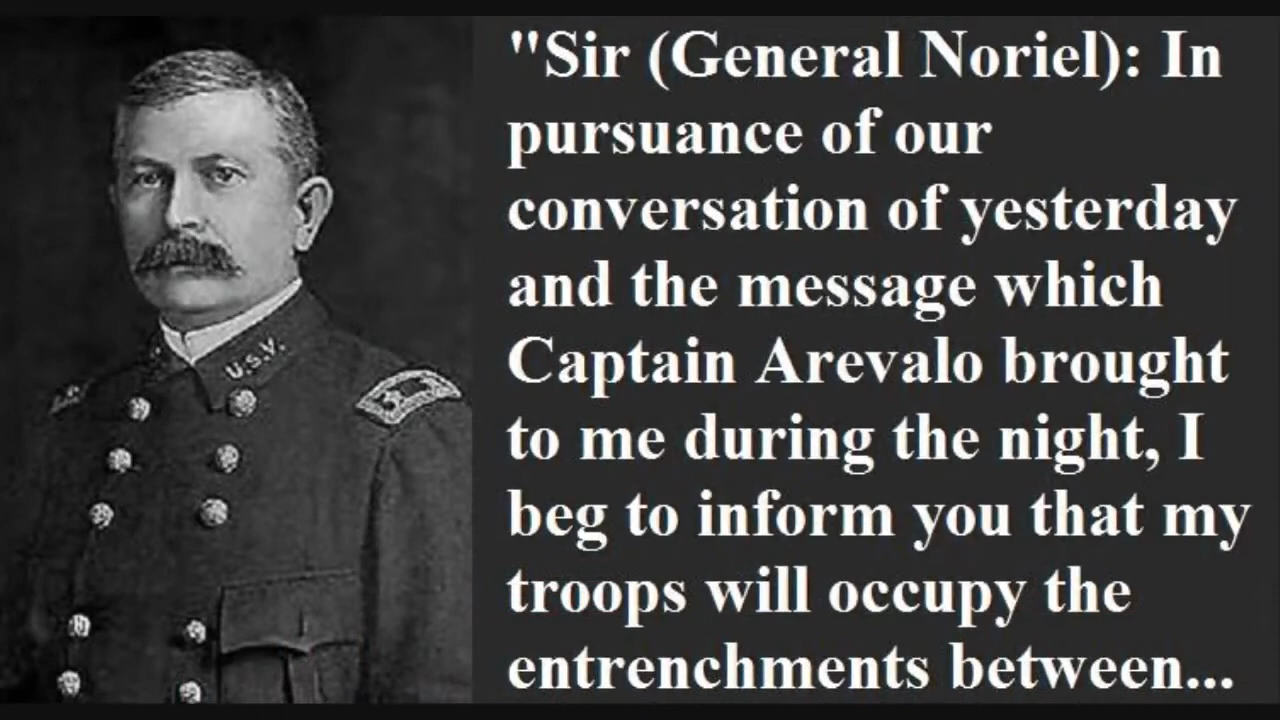 "Sir (General Noriel): In
pursuance of our
conversation of yesterday
and the message which
Captain Arevalo brought
to me during the night, I
beg to inform you that my
troops will occupy the
entrenchments between...
U.S.V.